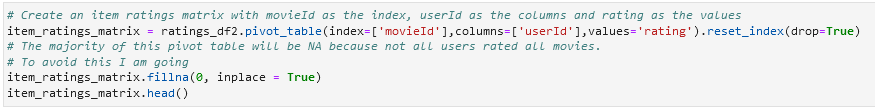 # Create an item ratings matrix with movieId as the index, userId as the columns and rating as the values
item_ratings_matrix = ratings_df2.pivot_table(index=['movieId'],columns=['userId'],values='rating').reset_index(drop=True)
# The majority of this pivot table will be NA because not all users rated all movies.
# To avoid this I am going
item_ratings_matrix.fillna(0, inplace = True)
item_ratings_matrix.head()